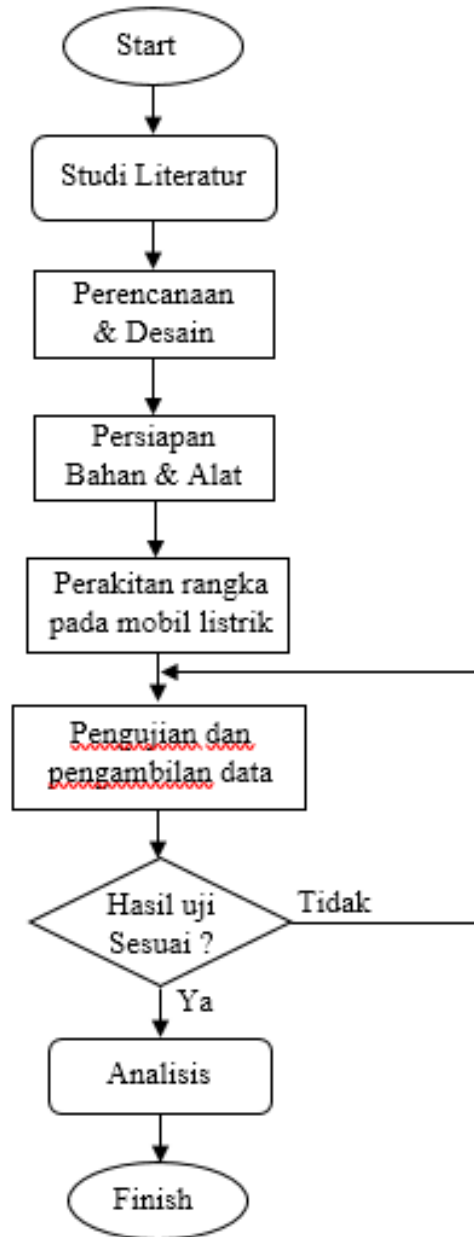 Start
Studi Literatur
Perencanaan
& Desain
Persiapan
Bahan & Alat
Perakitan rangka
pada mobil listrik
Pengujian dan
pengambilan data
Hasil uji
Sesuai ?
Tidak
Ya
Analisis
Finish